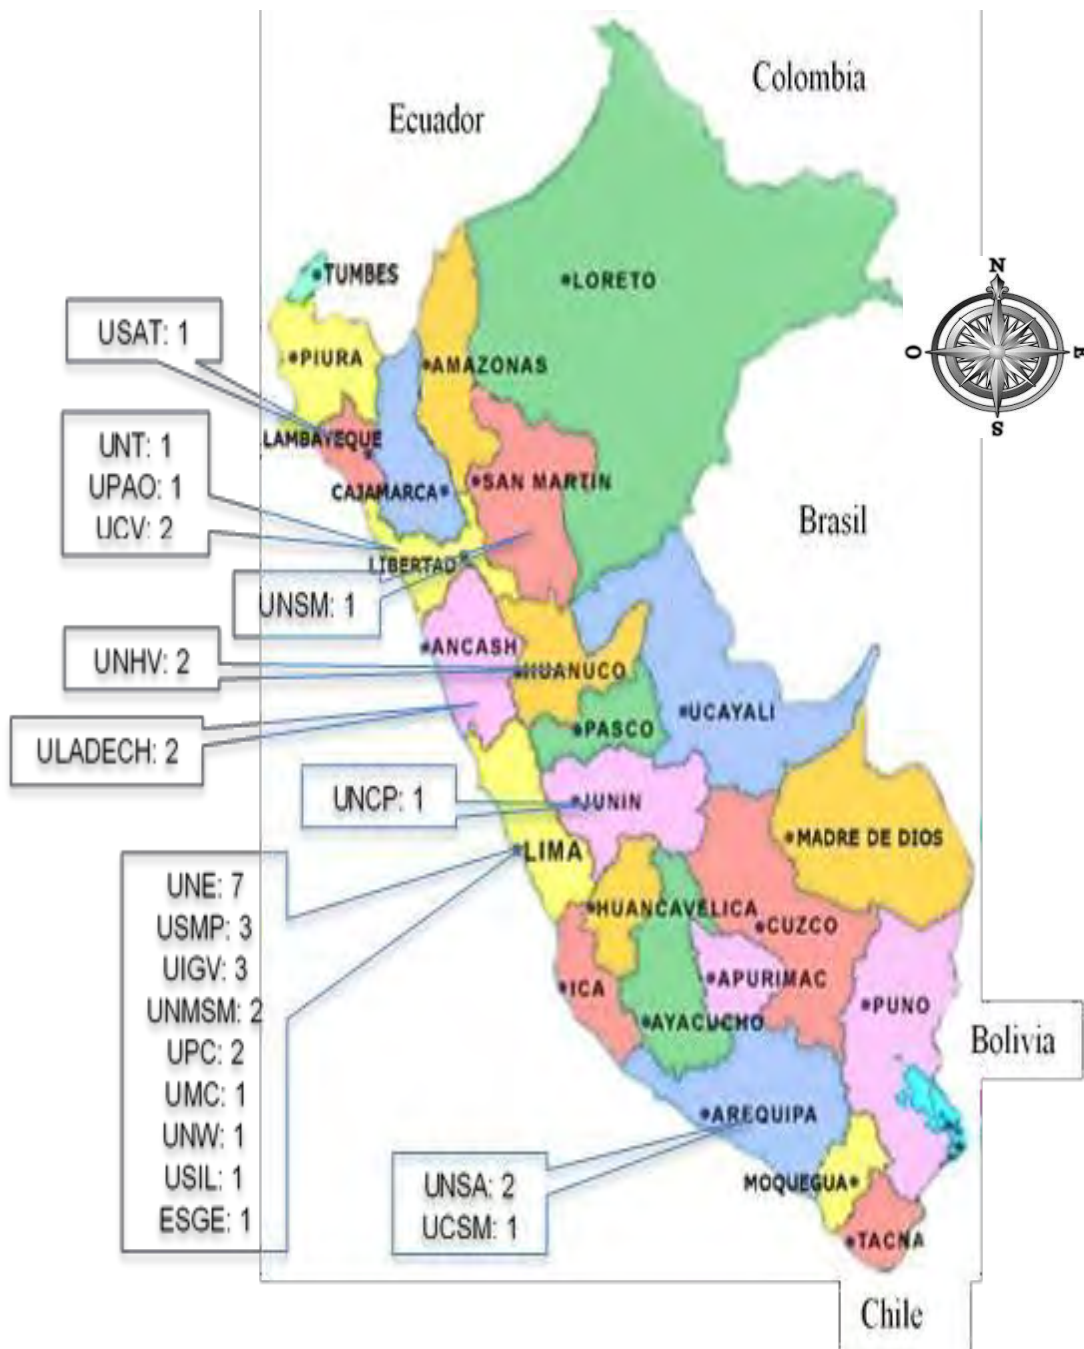 Colombia
Ecuador
N
O
E
S
TUMBES
LORETO
USAT: 1
PIURA
AMAZONAS
LAMBAYEQUE
UNT: 1
UPAO: 1
UCV: 2
CAJAMARCA
SAN MARTIN
Brasil
LIBERTAD
UNSM: 1
ANCASH
UNHV: 2
HUANUCO
UCAYALI
PASCO
ULADECH: 2
UNCP: 1
JUNIN
MADRE DE DIOS
LIMA
UNE: 7
USMP: 3
UIGV: 3
UNMSM: 2
UPC: 2
UMC: 1
UNW: 1
USIL: 1
ESGE: 1
HUANCAVELICA
CUZCO
ICA
APURIMAC
AYACUCHO
PUNO
Bolivia
AREQUIPA
UNSA: 2
UCSM: 1
MOQUEGUA
TACNA
Chile